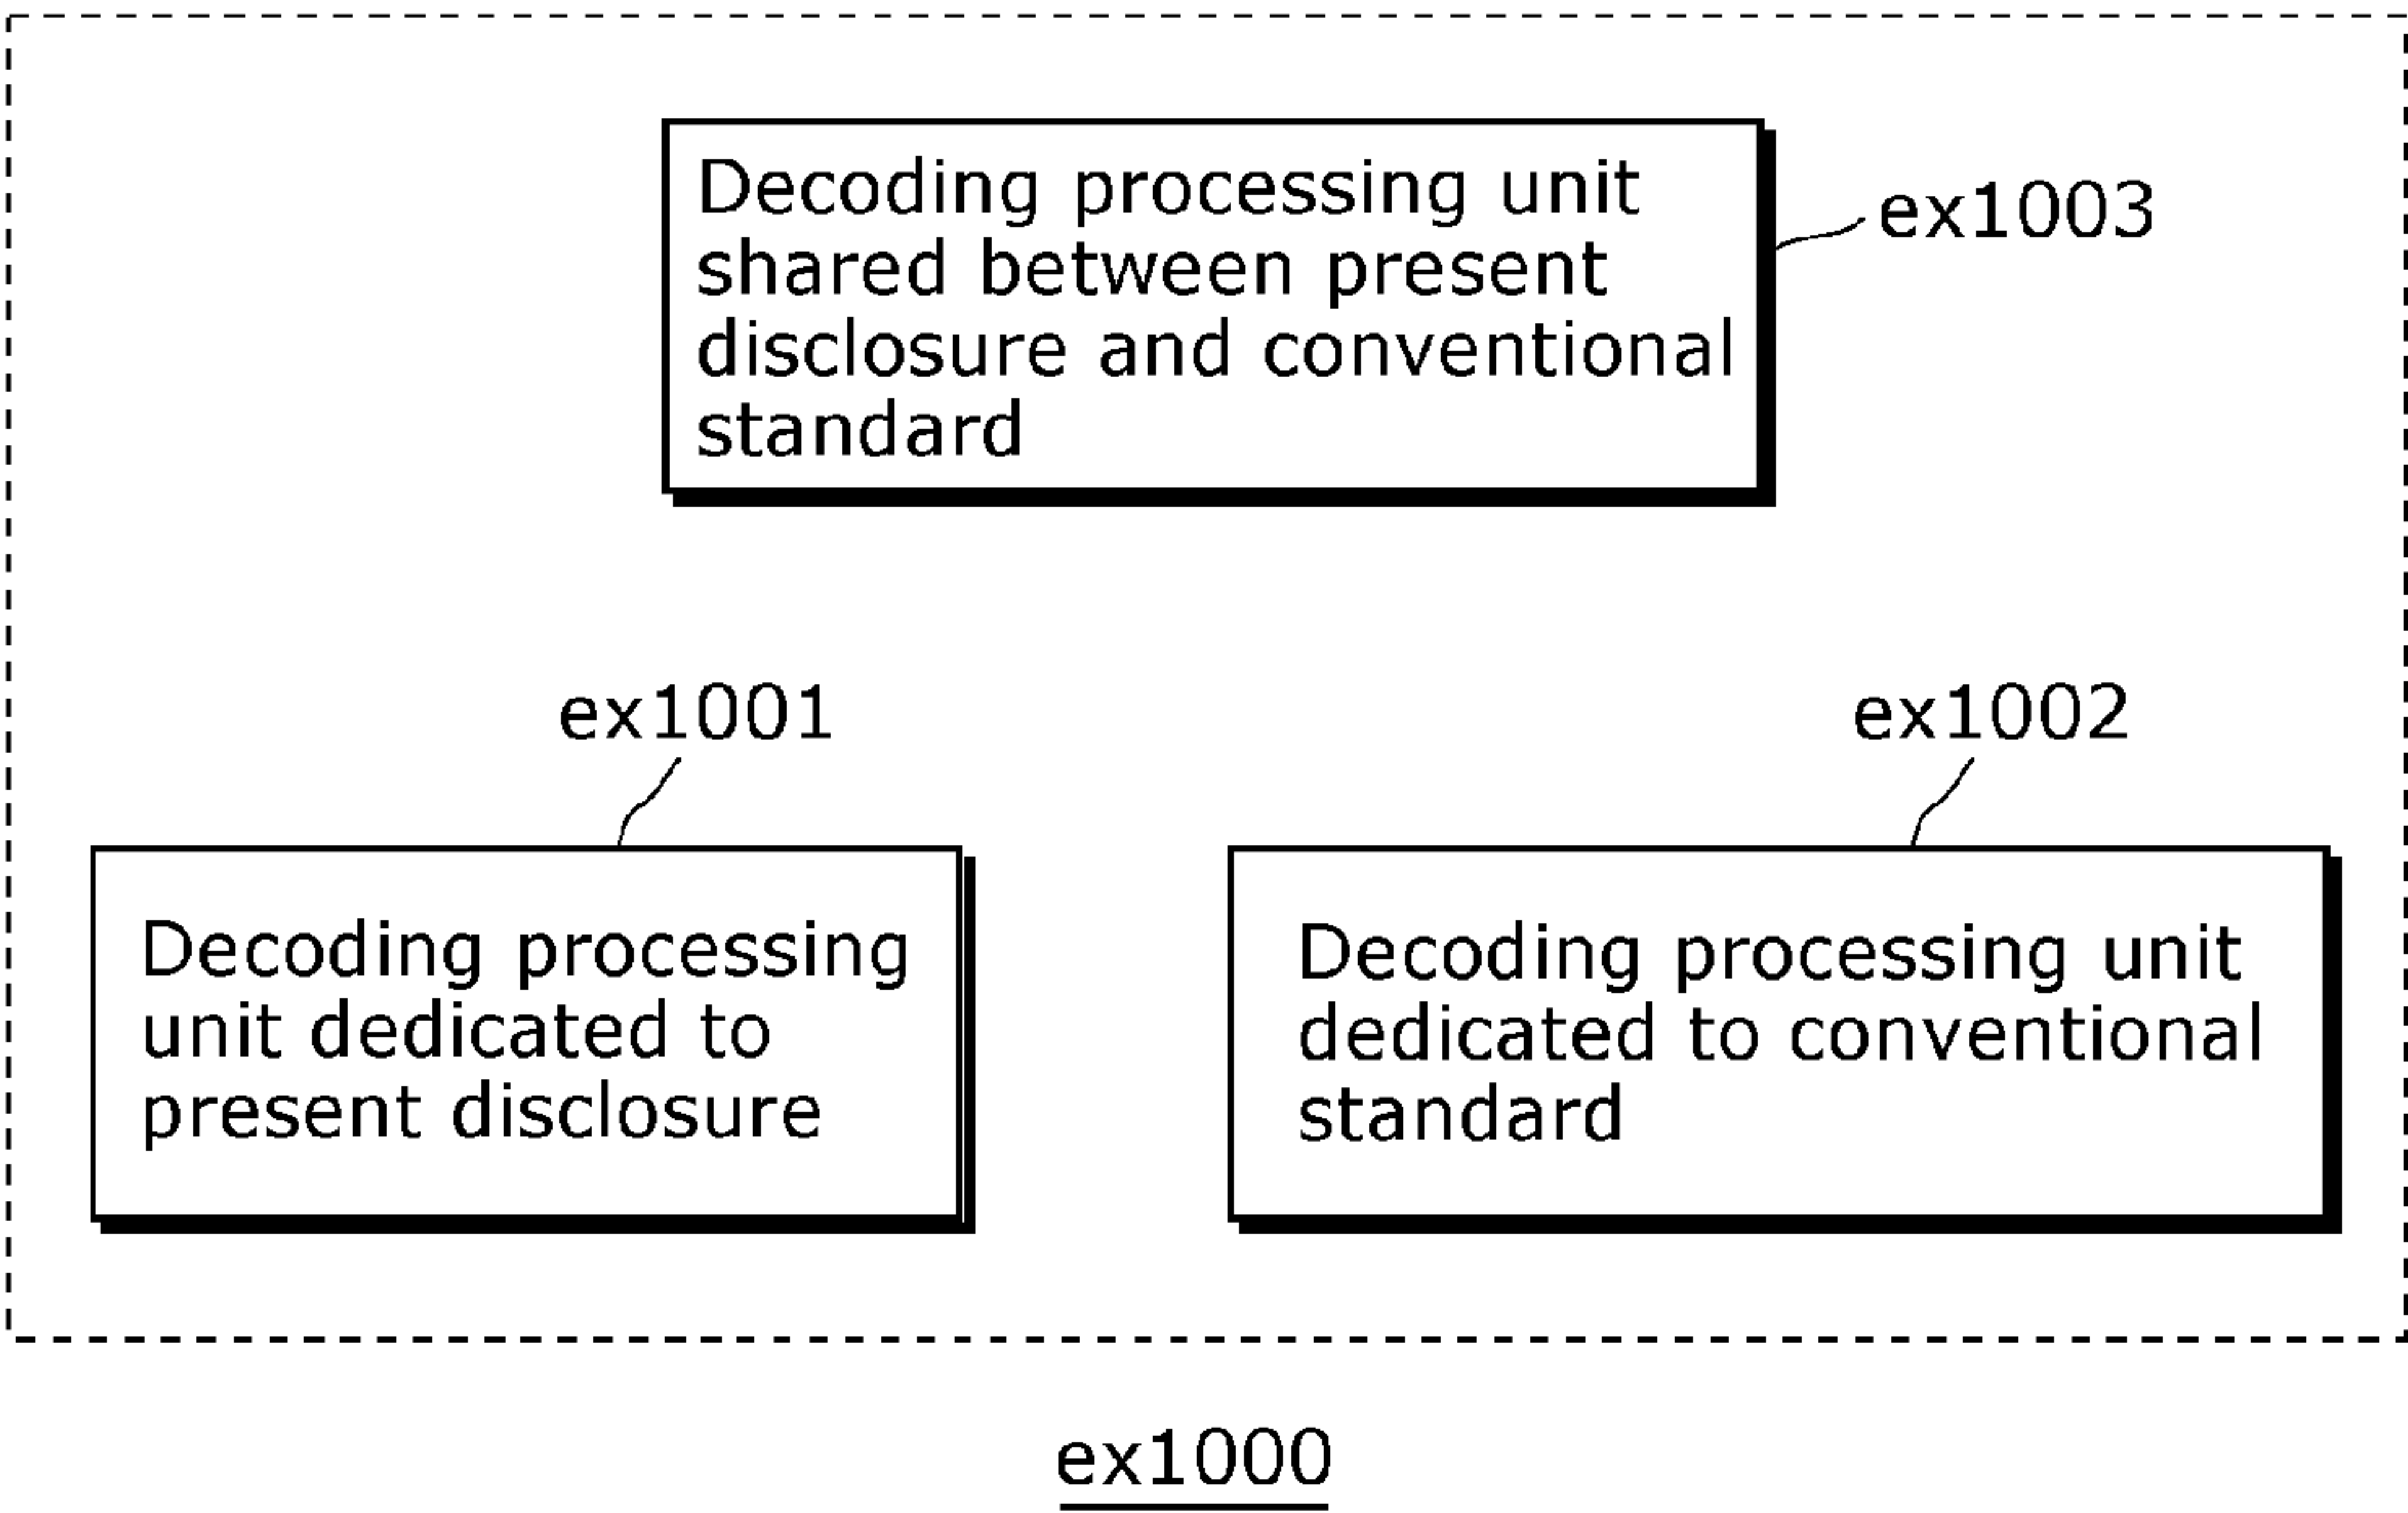 Decoding processing unit
shared between present
disclosure and conventional
standard
ex1003
ex1001
ex1002
Decoding processing
unit dedicated to
present disclosure
Decoding processing unit
dedicated to conventional
standard
ex1000